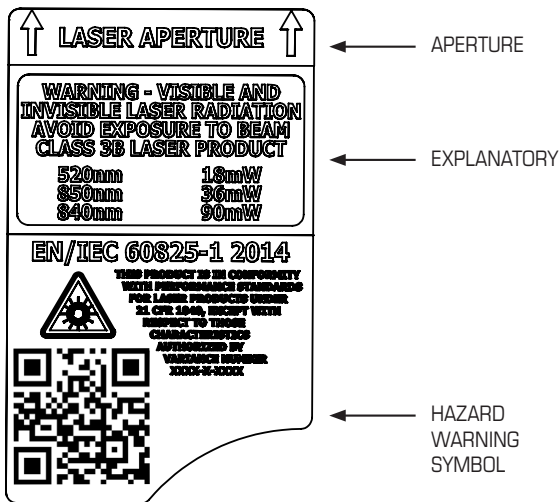 LASER APERTURE
APERTURE
WARNING - VISIBLE AND
INVISIBLE LASER RADIATION
AVOID EXPOSURE TO BEAM
CLASS 3B LASER PRODUCT
EXPLANATORY
520nm 18mW
850nm 36mW
840nm 90mW
EN/IEC 60825-1 2014
THIS PRODUCT IS IN CONFORMITY
WITH PERFORMANCE STANDARDS
FOR LASER PRODUCTS UNDER
21 CFR 1040, EXCEPT WITH
RESPECT TO THOSE
CHARACTERISTICS
AUTHORIZED BY
VARIANCE NUMBER
XXXX-X-XXXX
HAZARD
WARNING
SYMBOL